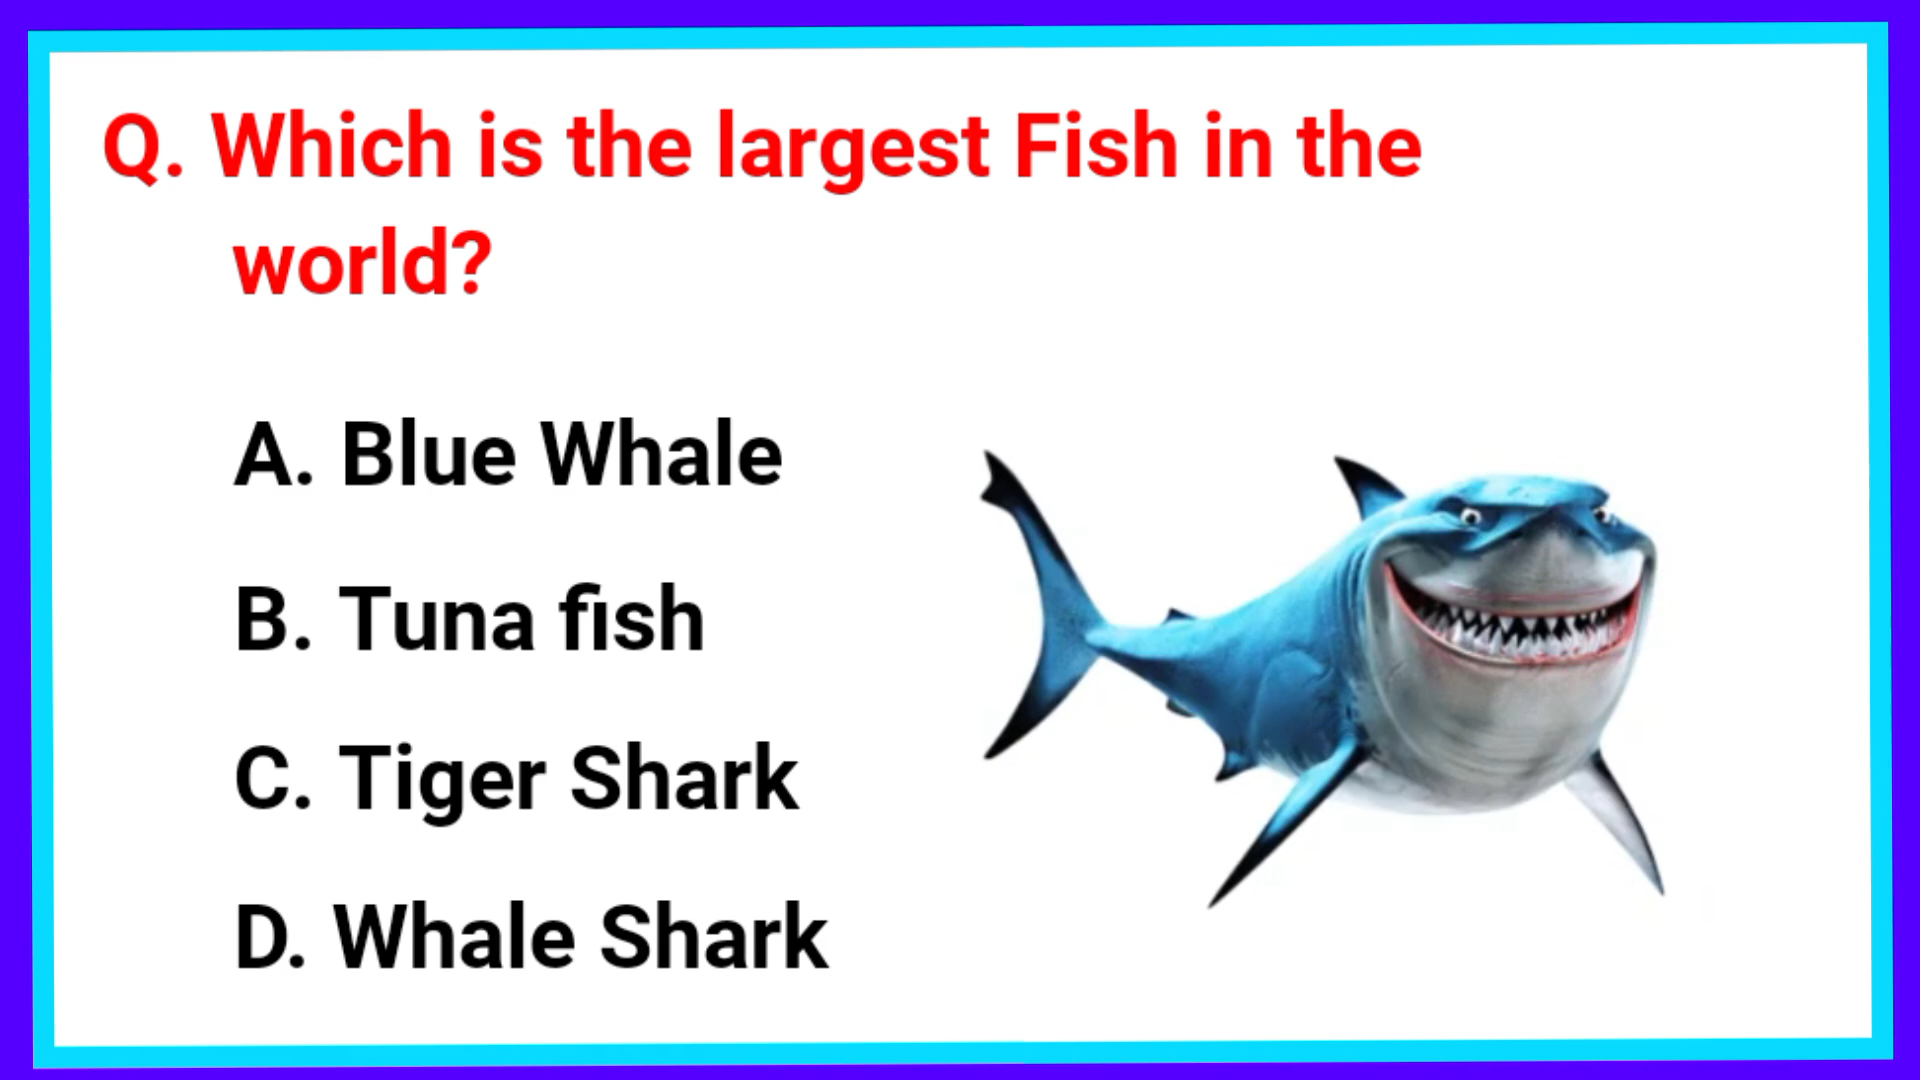 Q. Which is the largest Fish in the
world?
A. Blue Whale
B. Tuna fish
C. Tiger Shark
D. Whale Shark